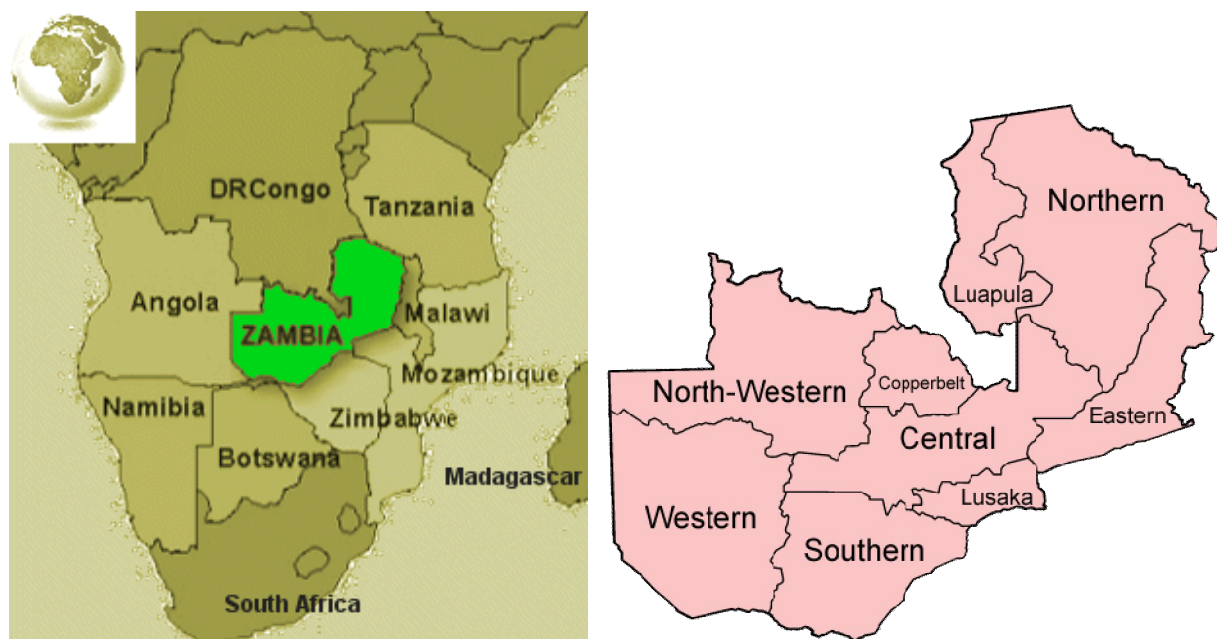 DRCongo
Tanzania
Angola
Malawi
ZAMBIA
Mozambique
Namibia
Zimbabwe
Botswana
Madagascar
South Africa
Northern
Luapula
North-Western
Copperbelt
Eastern
Central
Lusaka
Western
Southern